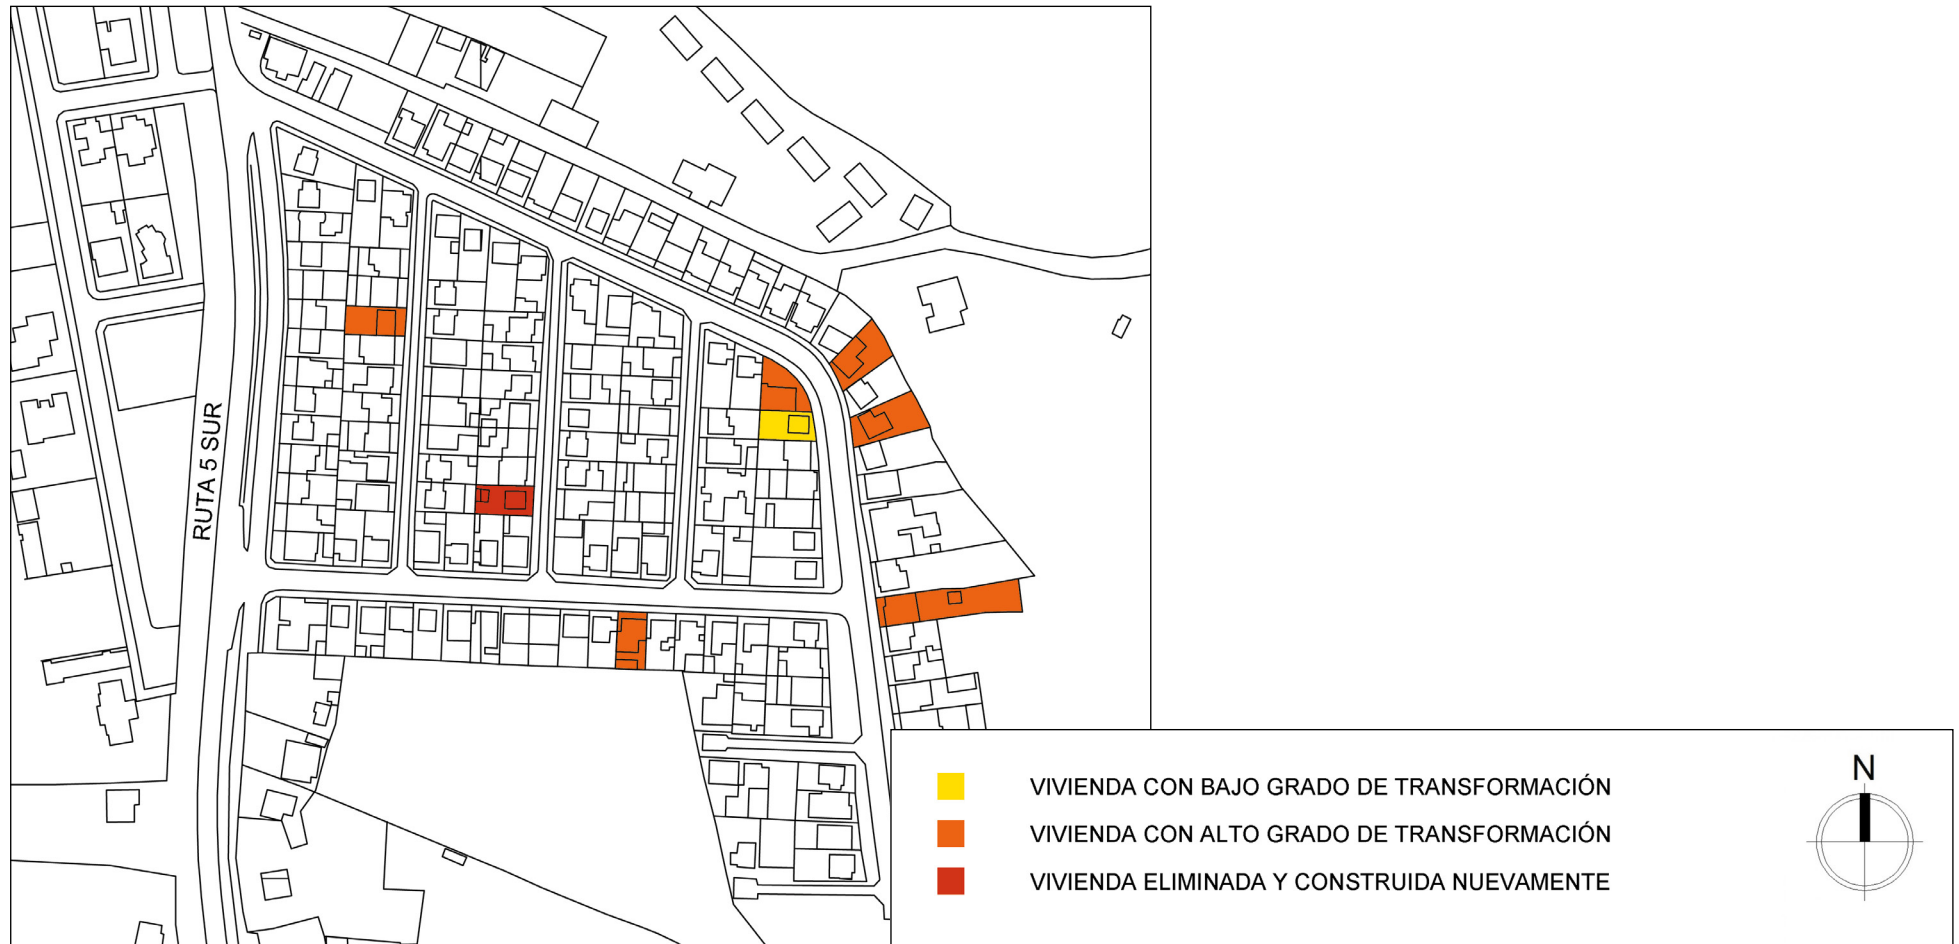 RUTA 5 SUR
N
VIVIENDA CON BAJO GRADO DE TRANSFORMACIÓN
VIVIENDA CON ALTO GRADO DE TRANSFORMACIÓN
VIVIENDA ELIMINADA Y CONSTRUIDA NUEVAMENTE